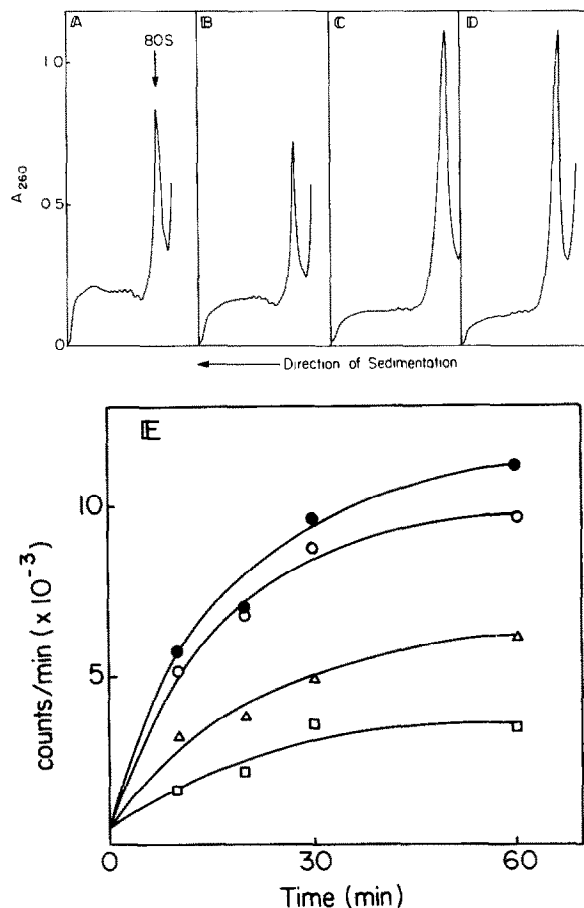 A
B
C
D
80S
1.0
0.5
0
A260
Direction of Sedimentation
E
10
5
0
30
60
counts/min (x 10-3)
Time (min)